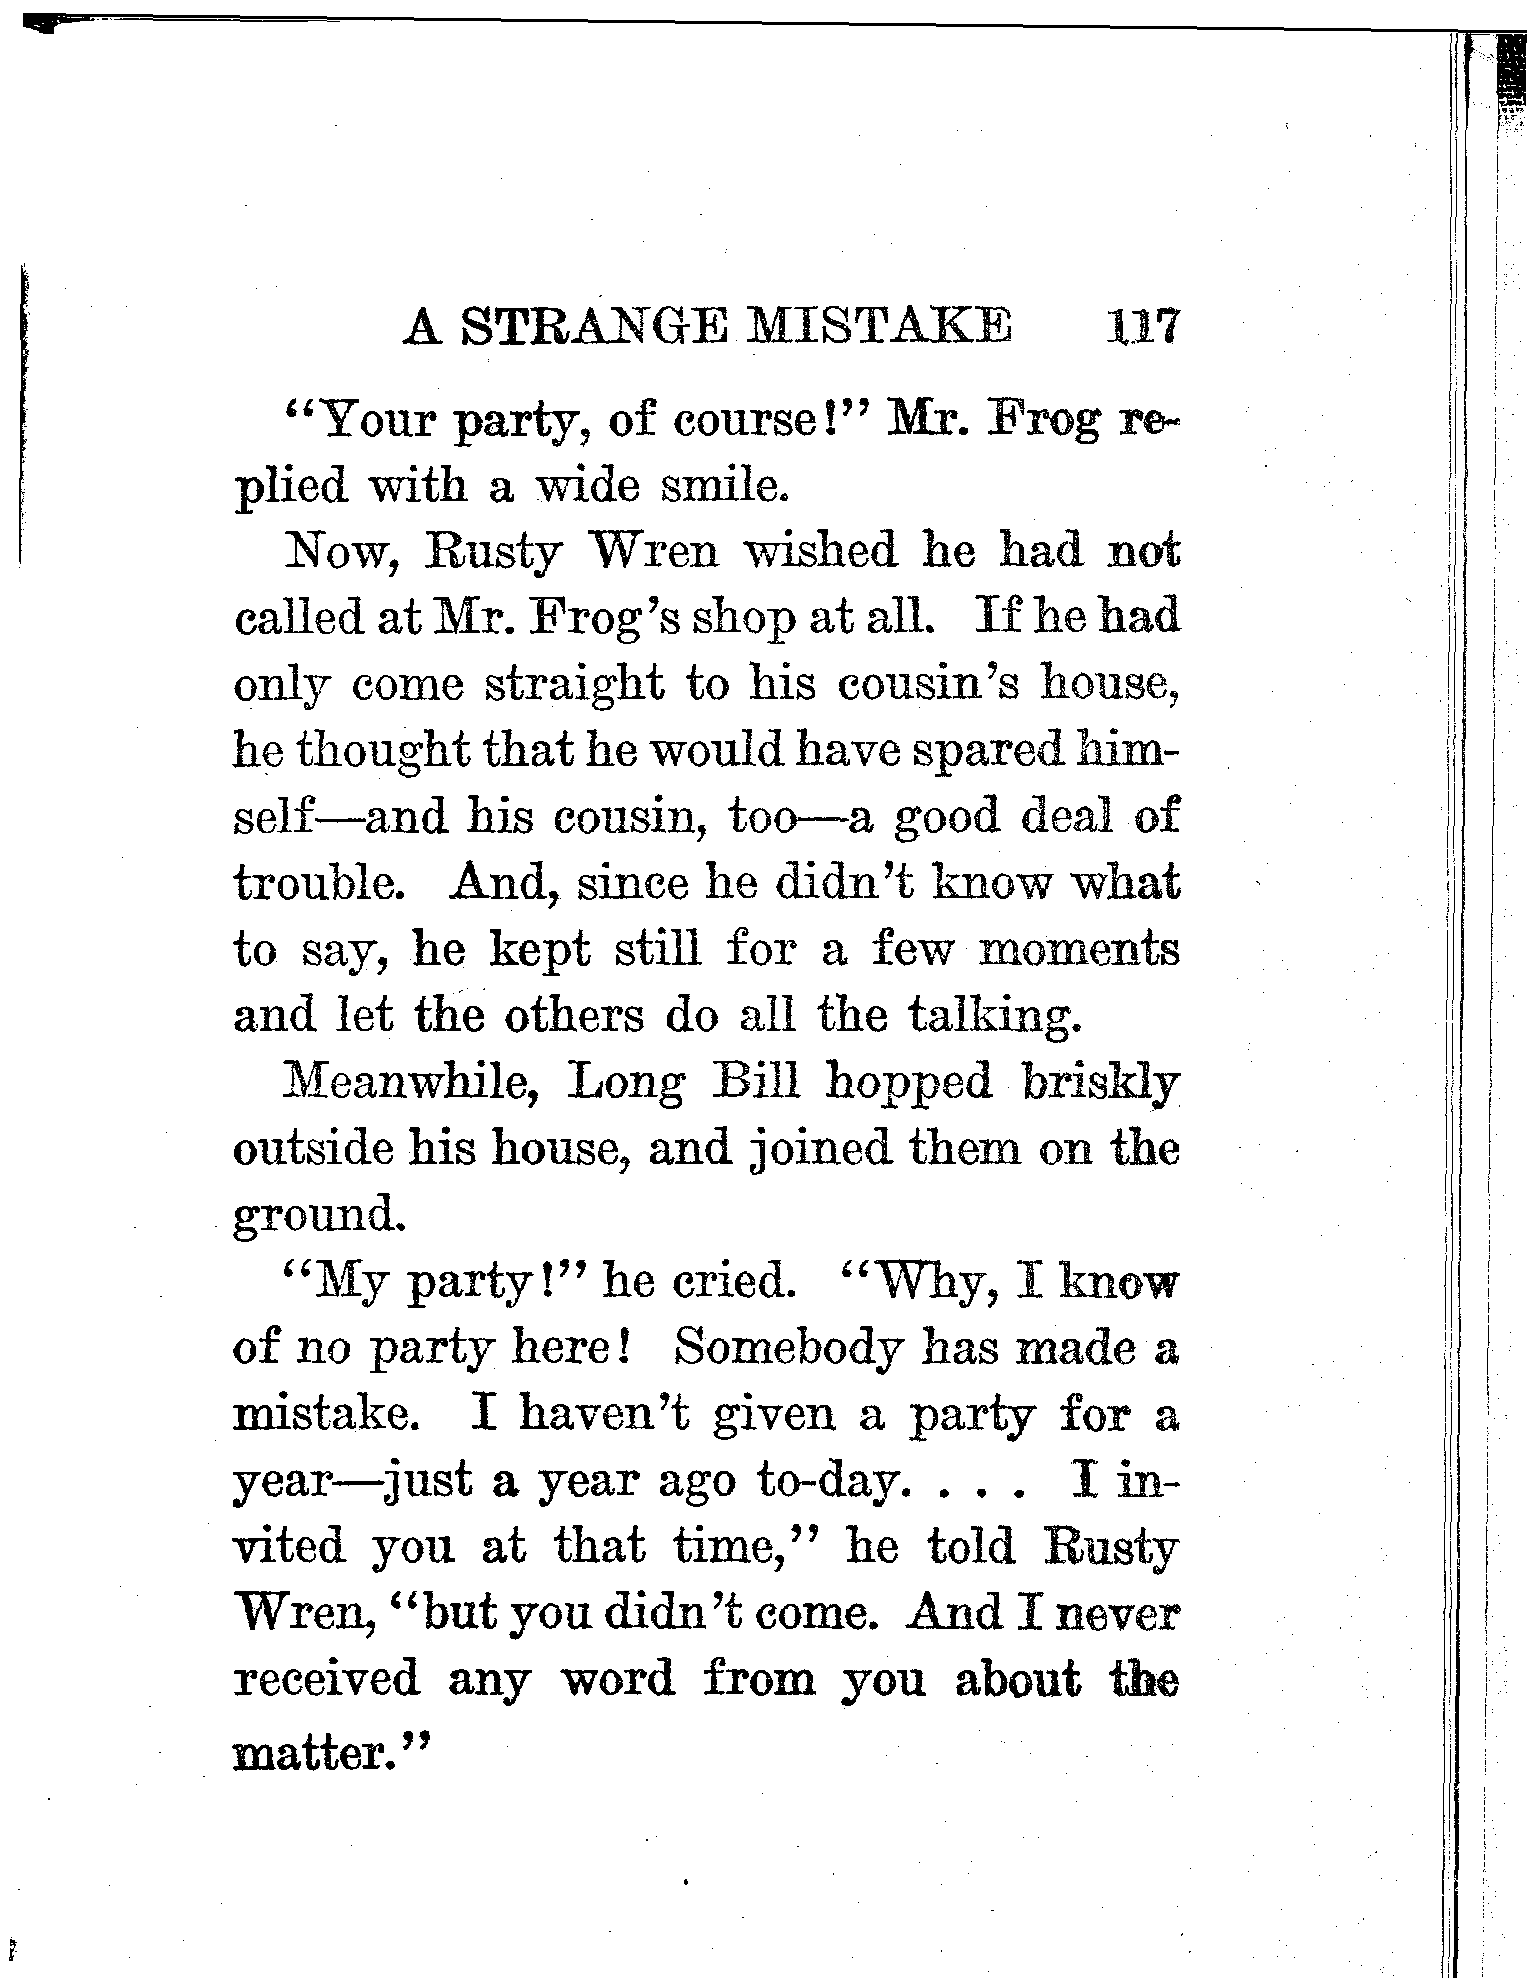 A STRANGE MISTAKE 117
“Your party, of course!” Mr. Frog re-
plied with a wide smile.
Now, Rusty Wren wished he had not
called at Mr. Frog’s shop at all. If he had
only come straight to his cousin’s house,
he thought that he would have spared him-
self—and his cousin, too—a good deal of
trouble. And, since he didn’t know what
to say, he kept still for a few moments
and let the others do all the talking.
Meanwhile, Long Bill hopped briskly
outside his house, and joined them on the
ground.
“My party!” he cried. “Why, I know
of no party here! Somebody has made a
mistake. I haven’t given a party for a
year—just a year ago to-day. . . . I in-
vited you at that time,” he told Rusty
Wren, “but you didn’t come. And I never
received any word from you about the
matter.”